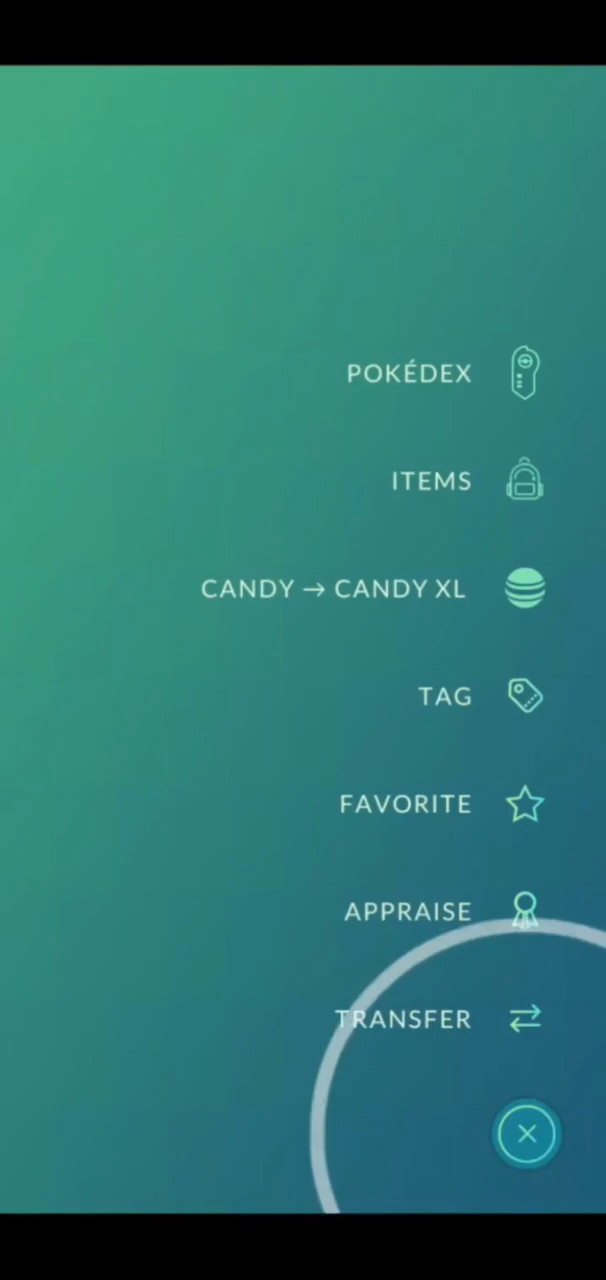 POKÉDEX
ITEMS
CANDY → CANDY XL
TAG
FAVORITE
APPRAISE
TRANSFER